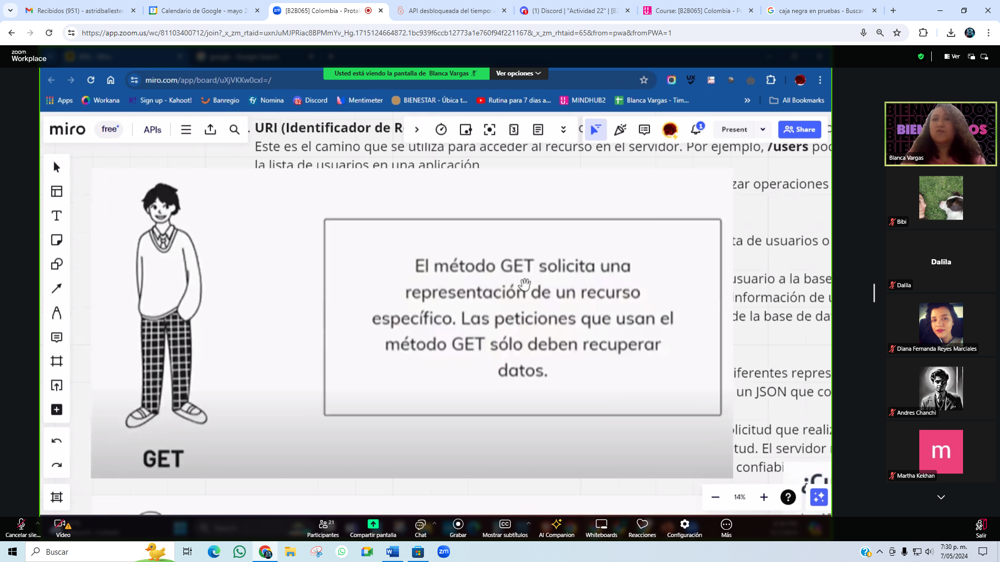 Recibidos (951) - astridballester
Calendario de Google - mayo 2
[B2B065] Colombia - Protale
API desbloqueada del tiempo: a
(1) Discord | "Actividad 22" | [B2
Course: [B2B065] Colombia - Pr
caja negra en pruebas - Buscar
https://app.zoom.us/wc/81103400712/join?_x_zm_rtaid=uxnJuMJPRiac8BPMmYv_Hg.1715124664872.1bc939f6ccb12773a1e760f94f221167&_x_zm_rhtaid=65&from=pwa&fromPWA=1
zoom
Workplace
Ver
Usted está viendo la pantalla de Blanca Vargas
Ver opciones
miro.com/app/board/uXjVKKw0cxI=/
Apps
Workana
Sign up - Kahoot!
Banregio
Nomina
Discord
Mentimeter
BIENESTAR - Úbica t...
Rutina para 7 dias a...
MINDHUB2
Blanca Vargas - Tim...
»
All Bookmarks
miro
free
APIs
URI (Identificador de R
Present
Share
Este es el camino que se utiliza para acceder al recurso en el servidor. Por ejemplo, /users pod
la lista de usuarios en una aplicación
zar operaciones
ta de usuarios o
usuario a la base
información de u
de la base de da
iferentes repres
un JSON que co
licitud que realiz
tud. El servidor
confiabi
El método GET solicita una
representación de un recurso
específico. Las peticiones que usan el
método GET sólo deben recuperar
datos.
GET
14%
BIENVENIDOS
Blanca Vargas
Bibi
Dalila
Dalila
Diana Fernanda Reyes Marciales
Andres Chanchi
m
Martha Kekhan
Cancelar sile...
Vídeo
21
Participantes
Compartir pantalla
Chat
Grabar
Mostrar subtítulos
AI Companion
Whiteboards
Reacciones
Configuración
Más
Salir
Buscar
7:30 p. m.
7/05/2024